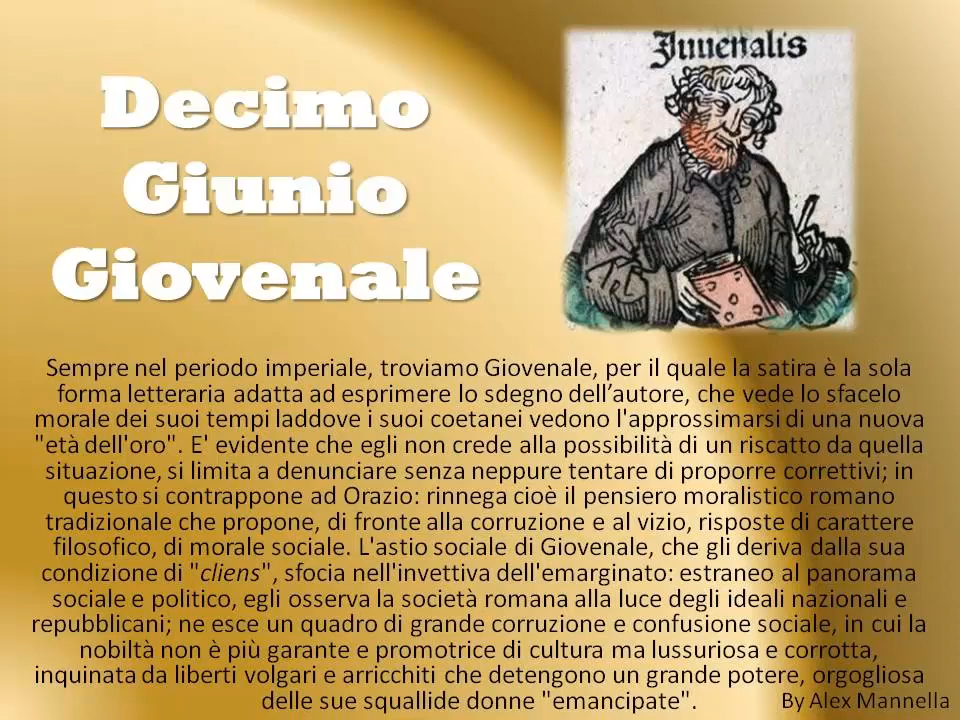 Decimo
Giunio
Giovenale
Juuenalis
Sempre nel periodo imperiale, troviamo Giovenale, per il quale la satira è la sola
forma letteraria adatta ad esprimere lo sdegno dell’autore, che vede lo sfacelo
morale dei suoi tempi laddove i suoi coetanei vedono l'approssimarsi di una nuova
"età dell'oro". E' evidente che egli non crede alla possibilità di un riscatto da quella
situazione, si limita a denunciare senza neppure tentare di proporre correttivi; in
questo si contrappone ad Orazio: rinnega cioè il pensiero moralistico romano
tradizionale che propone, di fronte alla corruzione e al vizio, risposte di carattere
filosofico, di morale sociale. L'astio sociale di Giovenale, che gli deriva dalla sua
condizione di "cliens", sfocia nell'invettiva dell'emarginato: estraneo al panorama
sociale e politico, egli osserva la società romana alla luce degli ideali nazionali e
repubblicani; ne esce un quadro di grande corruzione e confusione sociale, in cui la
nobiltà non è più garante e promotrice di cultura ma lussuriosa e corrotta,
inquinata da liberti volgari e arricchiti che detengono un grande potere, orgogliosa
delle sue squallide donne "emancipate".
By Alex Mannella